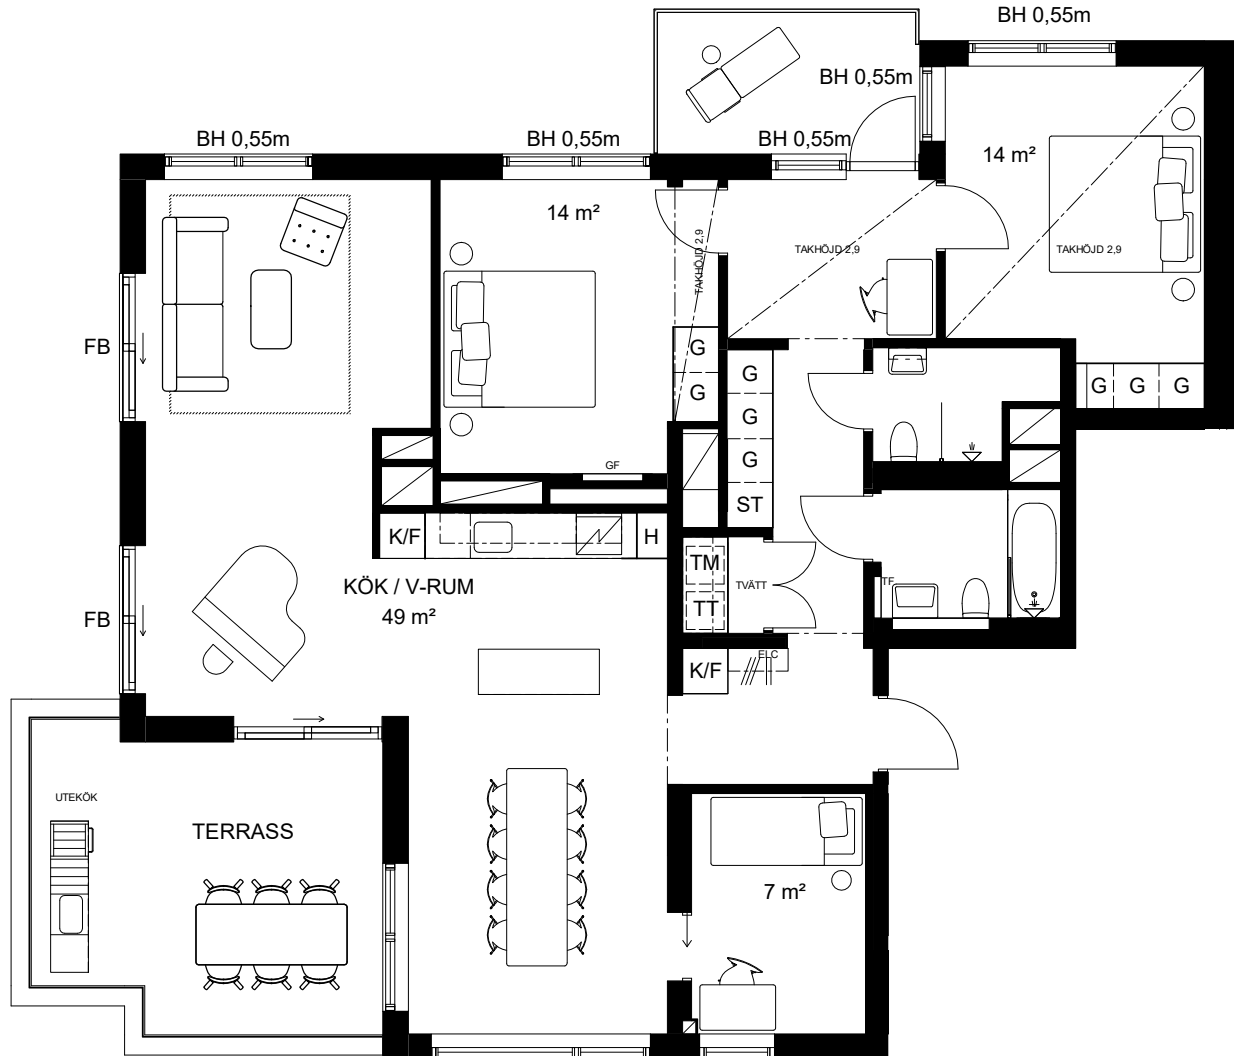 BH 0,55m
BH 0,55m
BH 0,55m
BH 0,55m
BH 0,55m
14 m²
14 m²
TAKHÖJD 2,9
TAKHÖJD 2,9
TAKHÖJD 2,9
FB
G
G
G
G
G
ST
G
G
G
GF
K/F
H
KÖK / V-RUM
49 m²
TM
TT
TVÄTT
TF
FB
K/F
ELC
UTEKÖK
TERRASS
7 m²